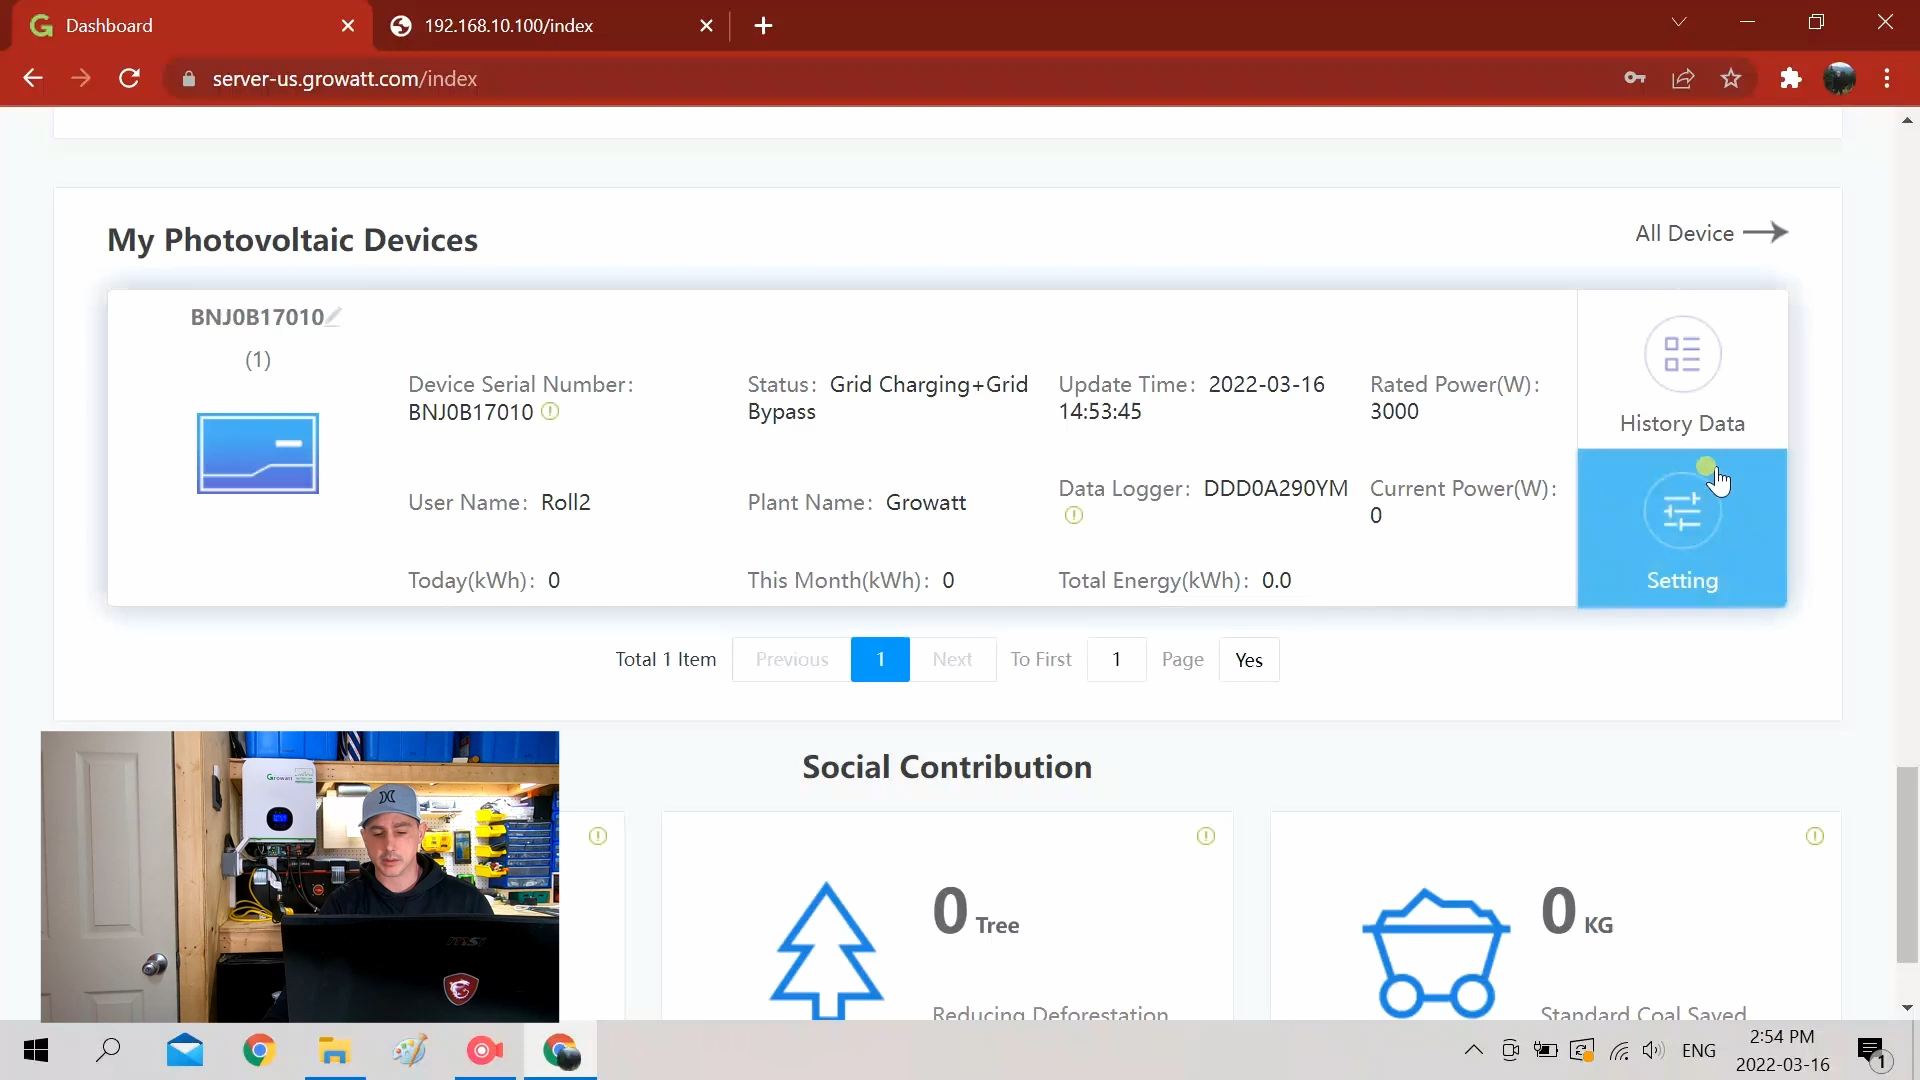 Dashboard
192.168.10.100/index
server-us.growatt.com/index
My Photovoltaic Devices
All Device
BNJ0B17010
(1)
Device Serial Number:
BNJ0B17010
Status: Grid Charging+Grid
Bypass
Update Time: 2022-03-16
14:53:45
Rated Power(W):
3000
History Data
User Name: Roll2
Plant Name: Growatt
Data Logger: DDD0A290YM
Current Power(W):
0
Today(kWh): 0
This Month(kWh): 0
Total Energy(kWh): 0.0
Setting
Total 1 Item
Previous
1
Next
To First
1
Page
Yes
Social Contribution
Growatt
0 Tree
Reducing Deforestation
0 KG
Standard Coal Saved
msi
ENG
2:54 PM
2022-03-16
1